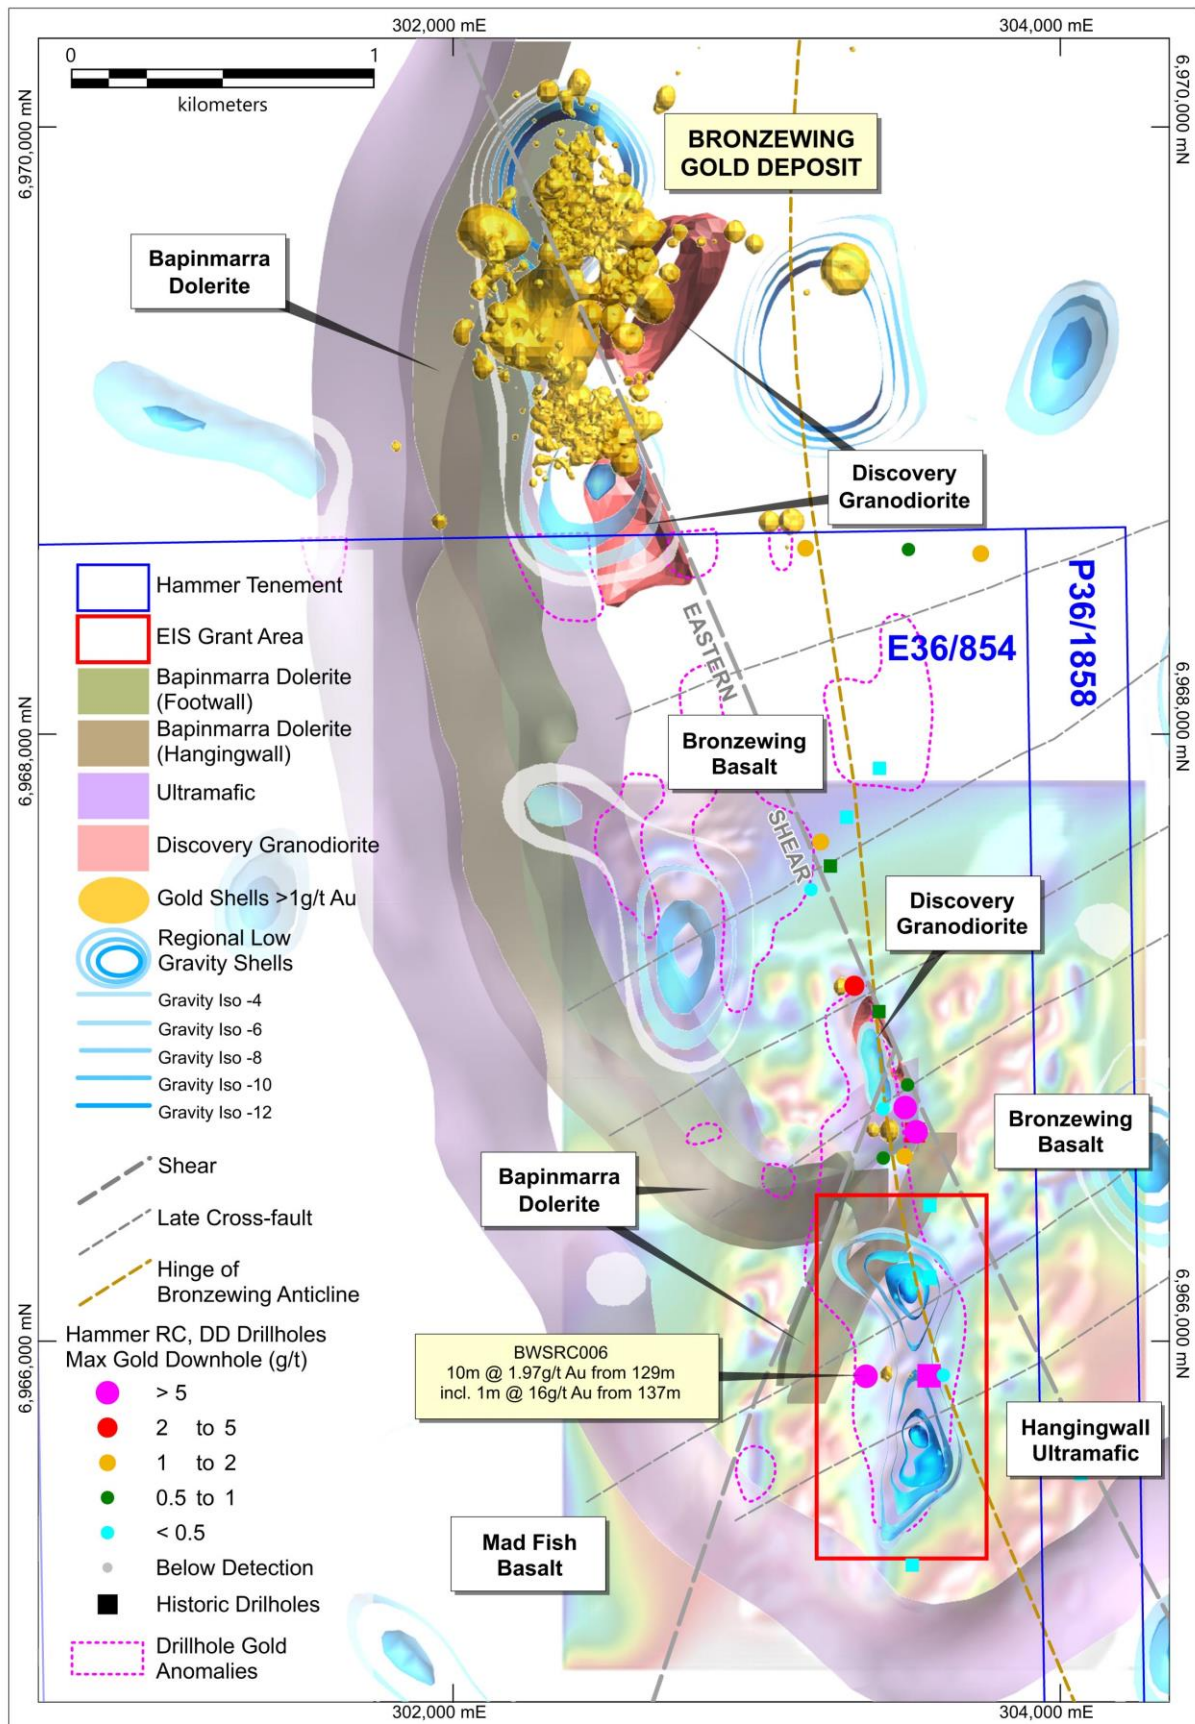 302,000 mE
304,000 mE
0
1
kilometers
6,970,000 mN
6,970,000 mN
BRONZEWING
GOLD DEPOSIT
Bapinmarra
Dolerite
Discovery
Granodiorite
Hammer Tenement
EIS Grant Area
Bapinmarra Dolerite
(Footwall)
Bapinmarra Dolerite
(Hangingwall)
Ultramafic
Discovery Granodiorite
Gold Shells >1g/t Au
Regional Low
Gravity Shells
Gravity Iso -4
Gravity Iso -6
Gravity Iso -8
Gravity Iso -10
Gravity Iso -12
Shear
Late Cross-fault
Hinge of
Bronzewing Anticline
Hammer RC, DD Drillholes
Max Gold Downhole (g/t)
> 5
2 to 5
1 to 2
0.5 to 1
< 0.5
Below Detection
Historic Drilholes
Drillhole Gold
Anomalies
EASTERN
SHEAR
E36/854
P36/1858
6,968,000 mN
6,968,000 mN
Bronzewing
Basalt
Discovery
Granodiorite
Bronzewing
Basalt
Bapinmarra
Dolerite
6,966,000 mN
6,966,000 mN
BWSRC006
10m @ 1.97g/t Au from 129m
incl. 1m @ 16g/t Au from 137m
Hangingwall
Ultramafic
Mad Fish
Basalt
302,000 mE
304,000 mE